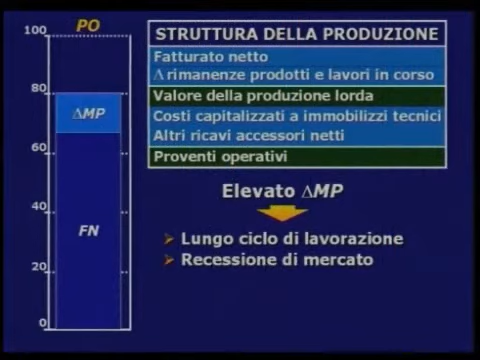 PO
100
80
60
40
20
0
ΔMP
FN
STRUTTURA DELLA PRODUZIONE
Fatturato netto
Δ rimanenze prodotti e lavori in corso
Valore della produzione lorda
Costi capitalizzati a immobilizzi tecnici
Altri ricavi accessori netti
Proventi operativi
Elevato ΔMP
Lungo ciclo di lavorazione
Recessione di mercato